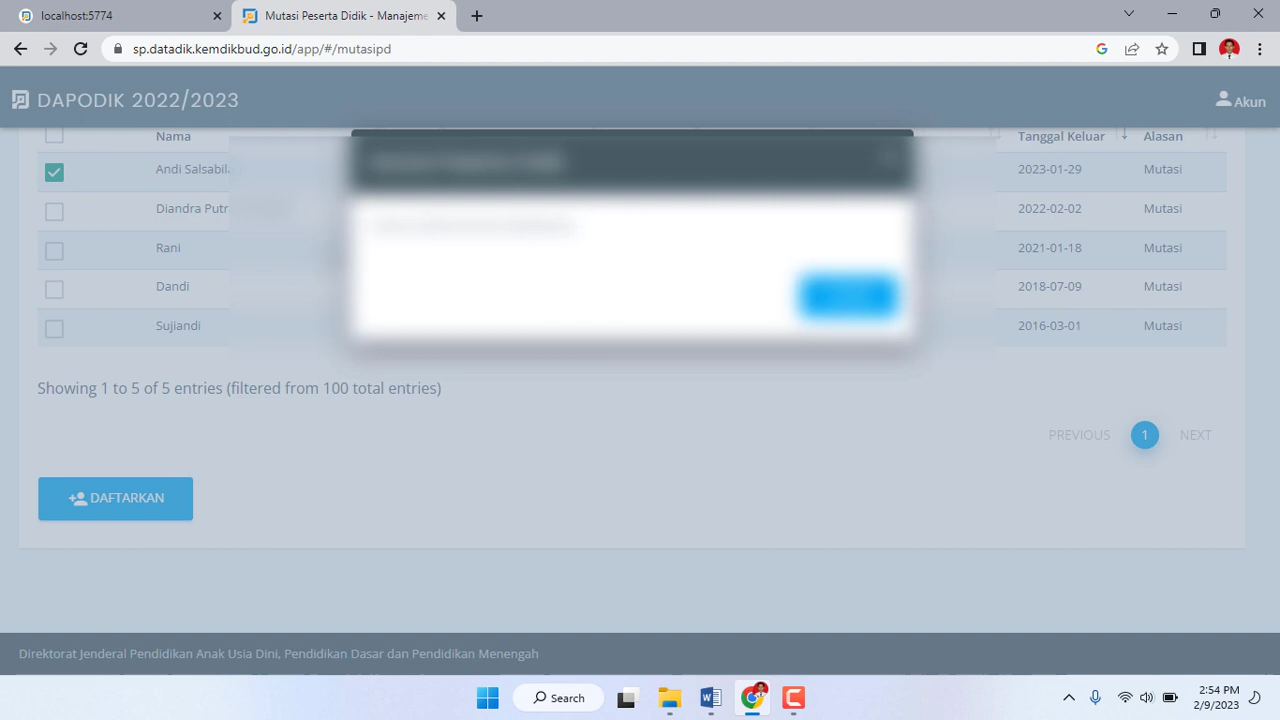 localhost:5774
Mutasi Peserta Didik - Manajeme
sp.datadik.kemdikbud.go.id/app/#/mutasipd
DAPODIK 2022/2023
Akun
Nama Tanggal Keluar Alasan
Andi Salsabil 2023-01-29 Mutasi
Diandra Putr 2022-02-02 Mutasi
Rani 2021-01-18 Mutasi
Dandi 2018-07-09 Mutasi
Sujiandi 2016-03-01 Mutasi
Showing 1 to 5 of 5 entries (filtered from 100 total entries)
PREVIOUS 1 NEXT
DAFTARKAN
Direktorat Jenderal Pendidikan Anak Usia Dini, Pendidikan Dasar dan Pendidikan Menengah
Search
2:54 PM
2/9/2023